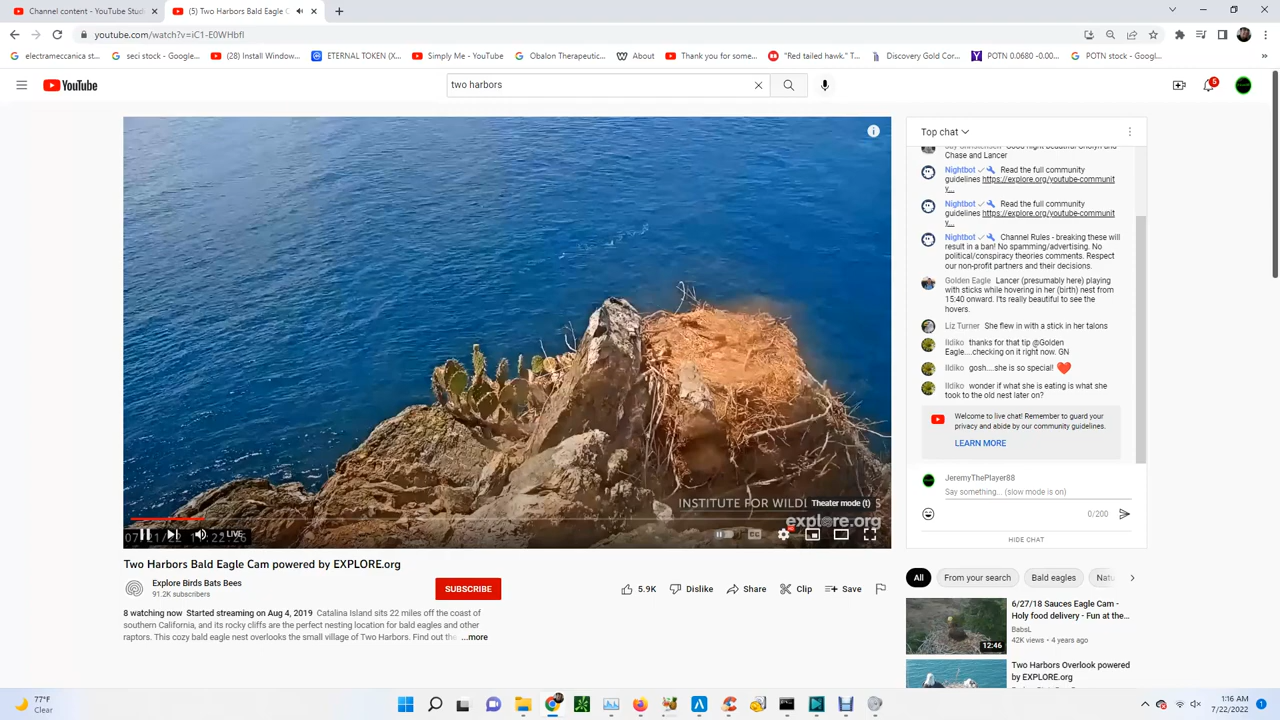 Channel content - YouTube Studi
(5) Two Harbors Bald Eagle C
youtube.com/watch?v=iC1-E0WHbfI
electrameccanica st...
seci stock - Google...
(28) Install Window...
ETERNAL TOKEN (X...
Simply Me - YouTube
Obalon Therapeutic...
About
Thank you for some...
"Red tailed hawk." T...
Discovery Gold Cor...
POTN 0.0680 -0.00...
POTN stock - Googl...
YouTube
two harbors
5
Top chat
Chase and Lancer
Nightbot Read the full community
guidelines https://explore.org/youtube-communit
y...
Nightbot Read the full community
guidelines https://explore.org/youtube-communit
y...
Nightbot Channel Rules - breaking these will
result in a ban! No spamming/advertising. No
political/conspiracy theories comments. Respect
our non-profit partners and their decisions.
Golden Eagle Lancer (presumably here) playing
with sticks while hovering in her (birth) nest from
15:40 onward. I'ts really beautiful to see the
hovers.
Liz Turner She flew in with a stick in her talons
Ildiko thanks for that tip @Golden
Eagle....checking on it right now. GN
Ildiko gosh....she is so special!
Ildiko wonder if what she is eating is what she
took to the old nest later on?
Welcome to live chat! Remember to guard your
privacy and abide by our community guidelines.
LEARN MORE
JeremyThePlayer88
Say something... (slow mode is on)
0/200
HIDE CHAT
INSTITUTE FOR WILD
Theater mode (t)
S
explore.org
07/21/22
LIVE
Two Harbors Bald Eagle Cam powered by EXPLORE.org
Explore Birds Bats Bees
91.2K subscribers
SUBSCRIBE
5.9K
Dislike
Share
Clip
Save
8 watching now Started streaming on Aug 4, 2019 Catalina Island sits 22 miles off the coast of
southern California, and its rocky cliffs are the perfect nesting location for bald eagles and other
raptors. This cozy bald eagle nest overlooks the small village of Two Harbors. Find out the ...more
All
From your search
Bald eagles
Natu
6/27/18 Sauces Eagle Cam -
Holy food delivery - Fun at the...
BabsL
42K views • 4 years ago
12:46
Two Harbors Overlook powered
by EXPLORE.org
77°F
Clear
1:16 AM
7/22/2022
1